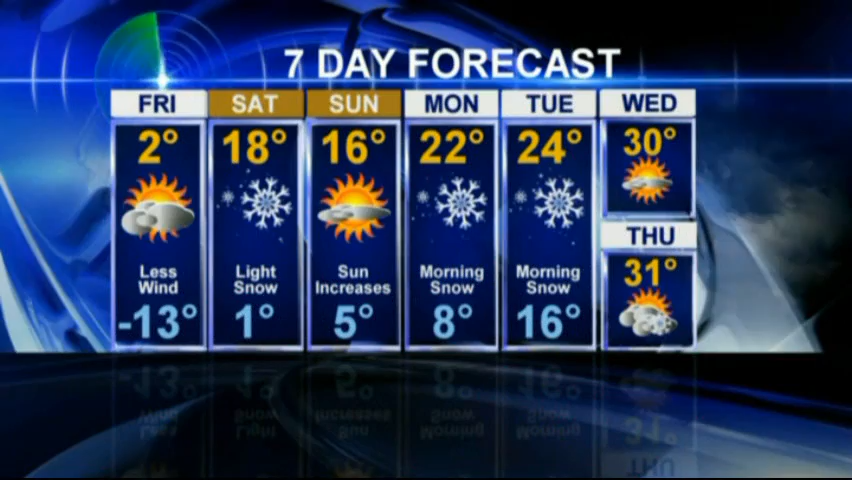 7 DAY FORECAST
FRI
2°
Less
Wind
-13°
SAT
18°
Light
Snow
1°
SUN
16°
Sun
Increases
5°
MON
22°
Morning
Snow
8°
TUE
24°
Morning
Snow
16°
WED
30°
THU
31°